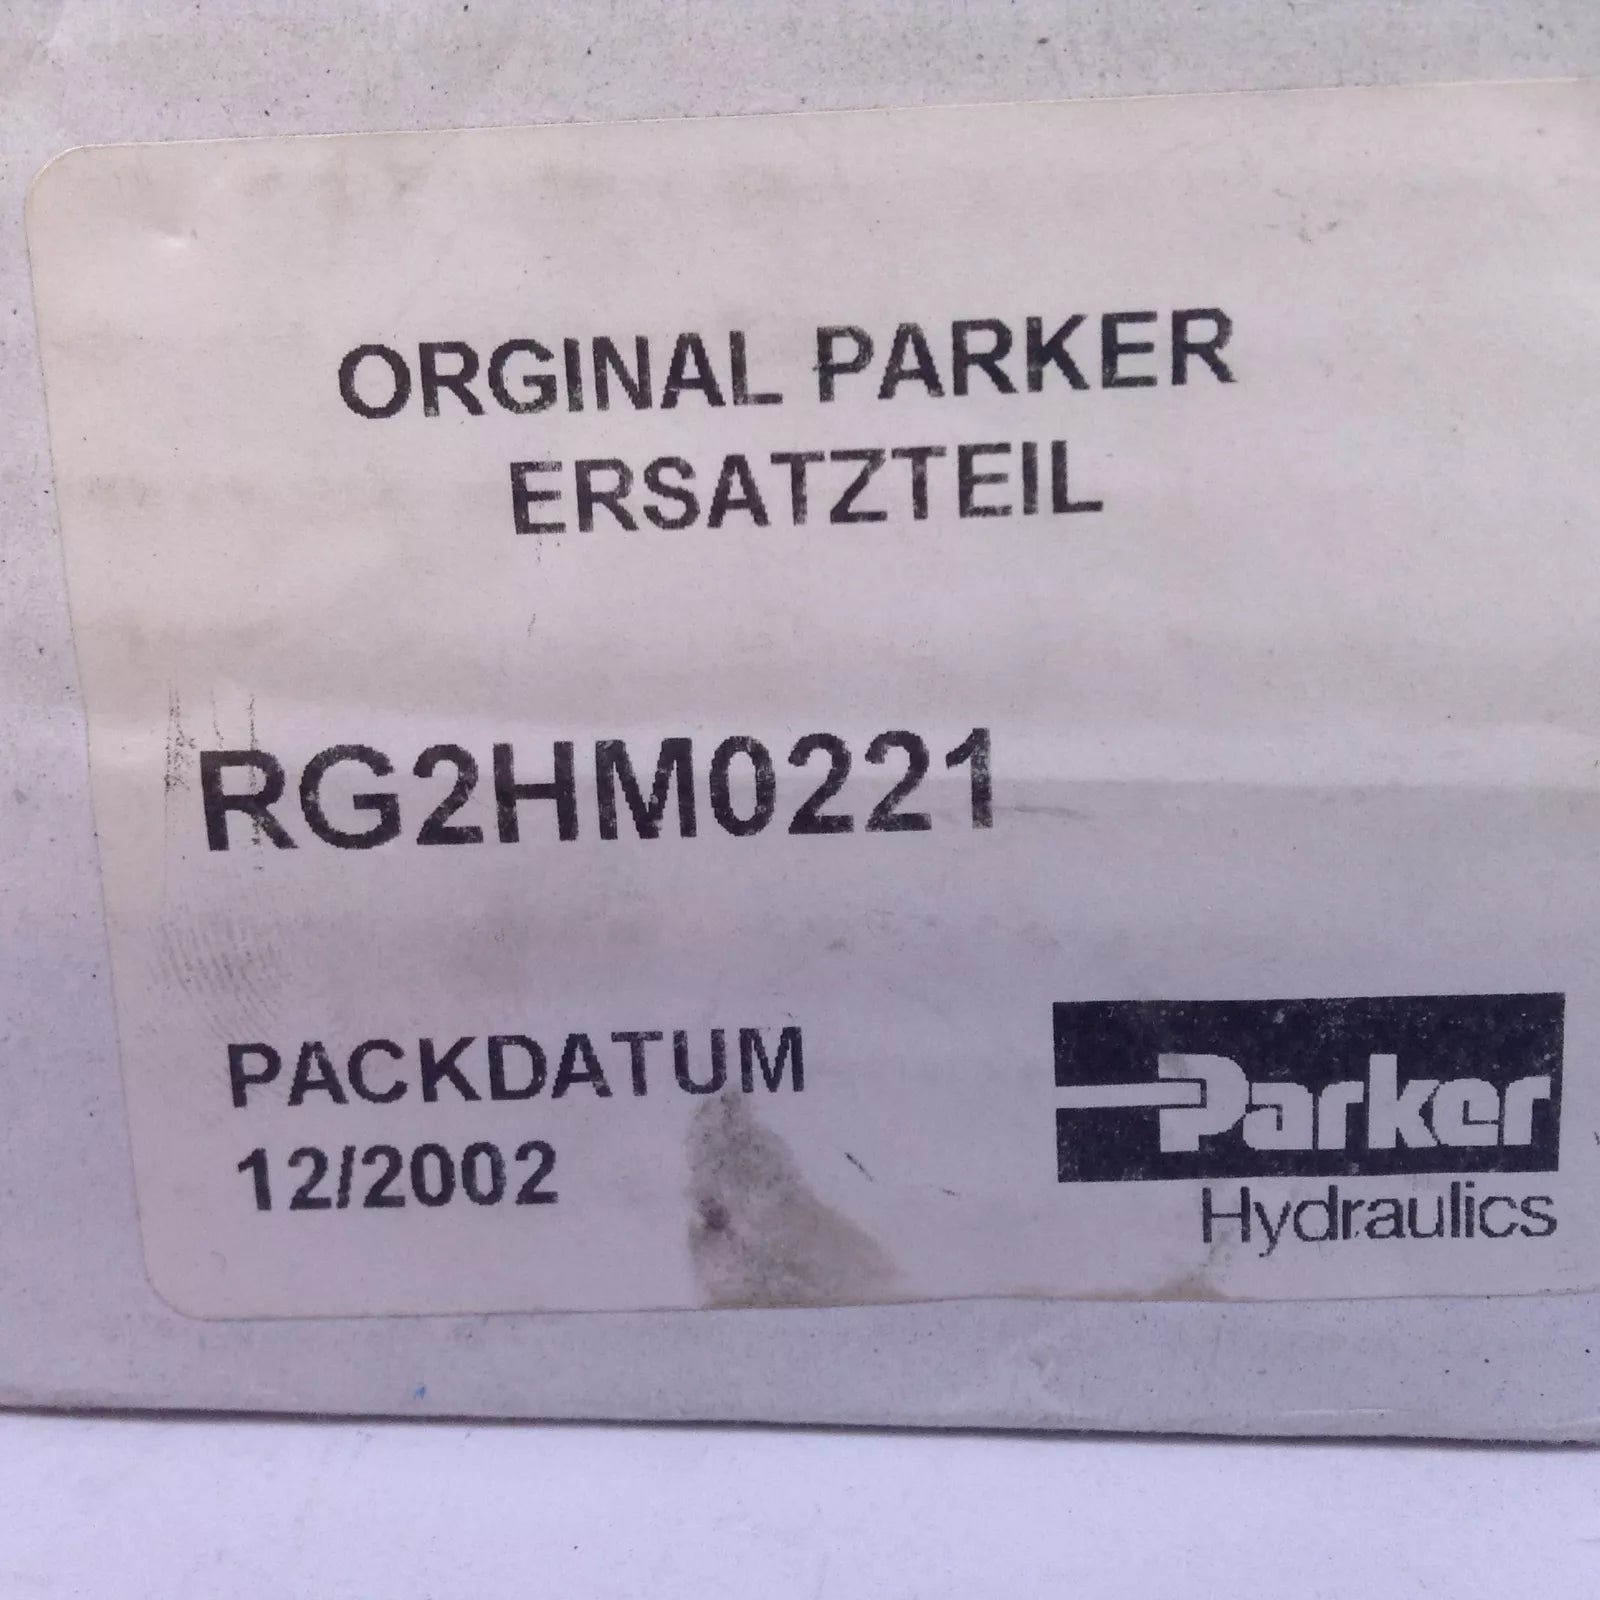 ORGINAL PARKER
ERSATZTEIL
RG2HM0221
PACKDATUM
12/2002
Parker
Hydraulics